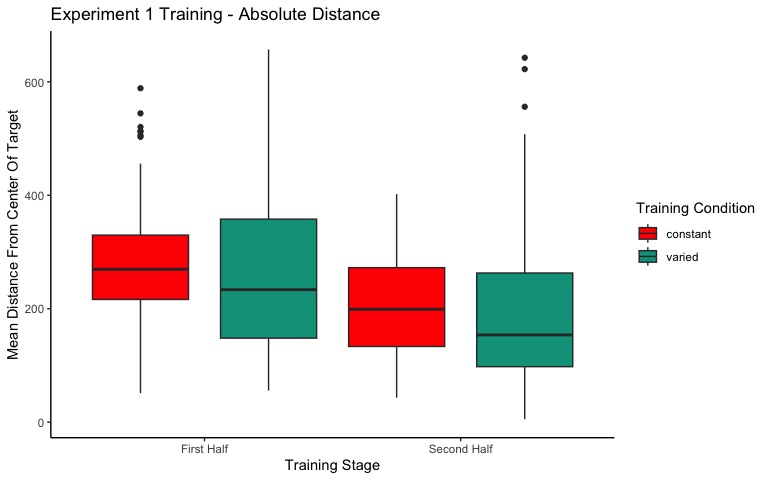 Experiment 1 Training - Absolute Distance
Mean Distance From Center Of Target
600
400
200
0
First Half
Second Half
Training Stage
Training Condition
constant
varied